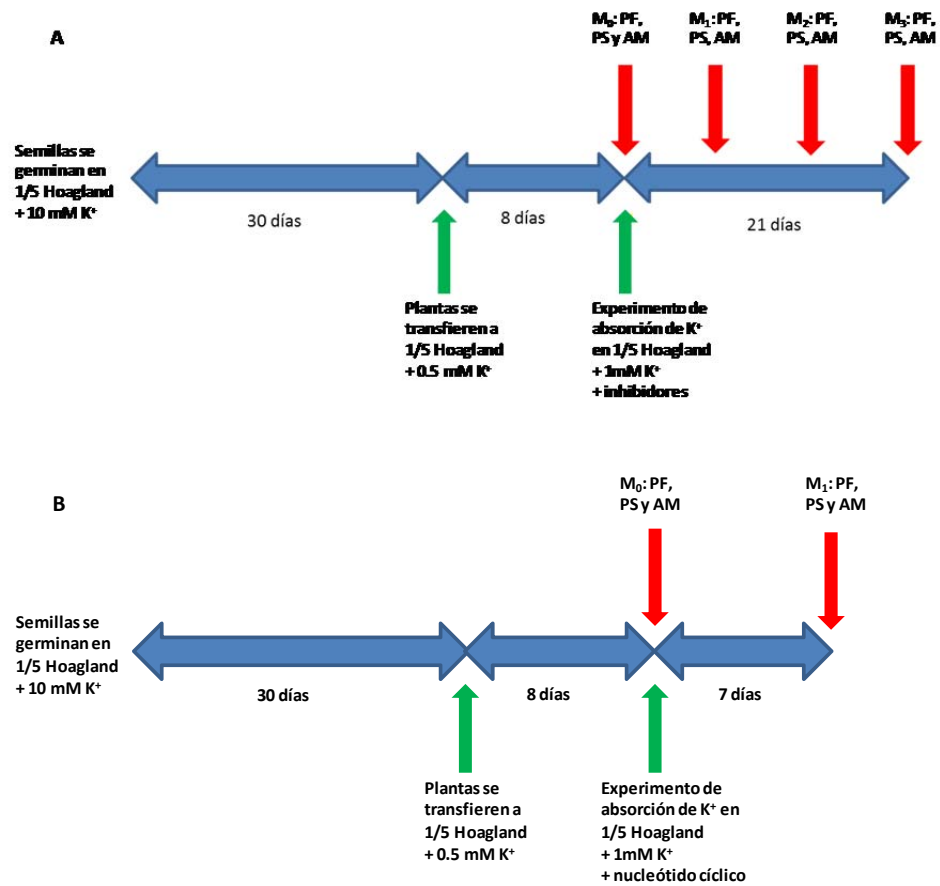 A
M₀: PF,
PS y AM
M₁: PF,
PS, AM
M₂: PF,
PS, AM
M₃: PF,
PS, AM
Semillas se
germinan en
1/5 Hoagland
+ 10 mM K⁺
30 días
8 días
21 días
Plantas se
transfieren a
1/5 Hoagland
+ 0.5 mM K⁺
Experimento de
absorción de K⁺
en 1/5 Hoagland
+ 1mM K⁺
+ inhibidores
B
M₀: PF,
PS y AM
M₁: PF,
PS y AM
Semillas se
germinan en
1/5 Hoagland
+ 10 mM K⁺
30 días
8 días
7 días
Plantas se
transfieren a
1/5 Hoagland
+ 0.5 mM K⁺
Experimento de
absorción de K⁺ en
1/5 Hoagland
+ 1mM K⁺
+ nucleótido cíclico